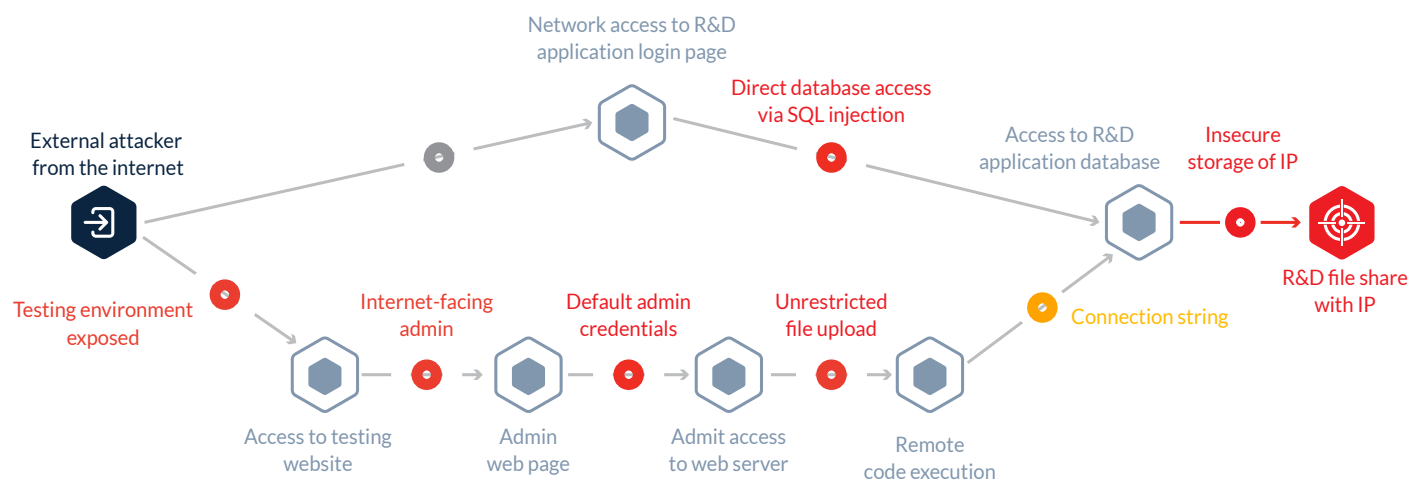 Network access to R&D
application login page
Direct database access
via SQL injection
External attacker
from the internet
Access to R&D
application database
Insecure
storage of IP
R&D file share
with IP
Testing environment
exposed
Internet-facing
admin
Default admin
credentials
Unrestricted
file upload
Connection string
Access to testing
website
Admin
web page
Admit access
to web server
Remote
code execution